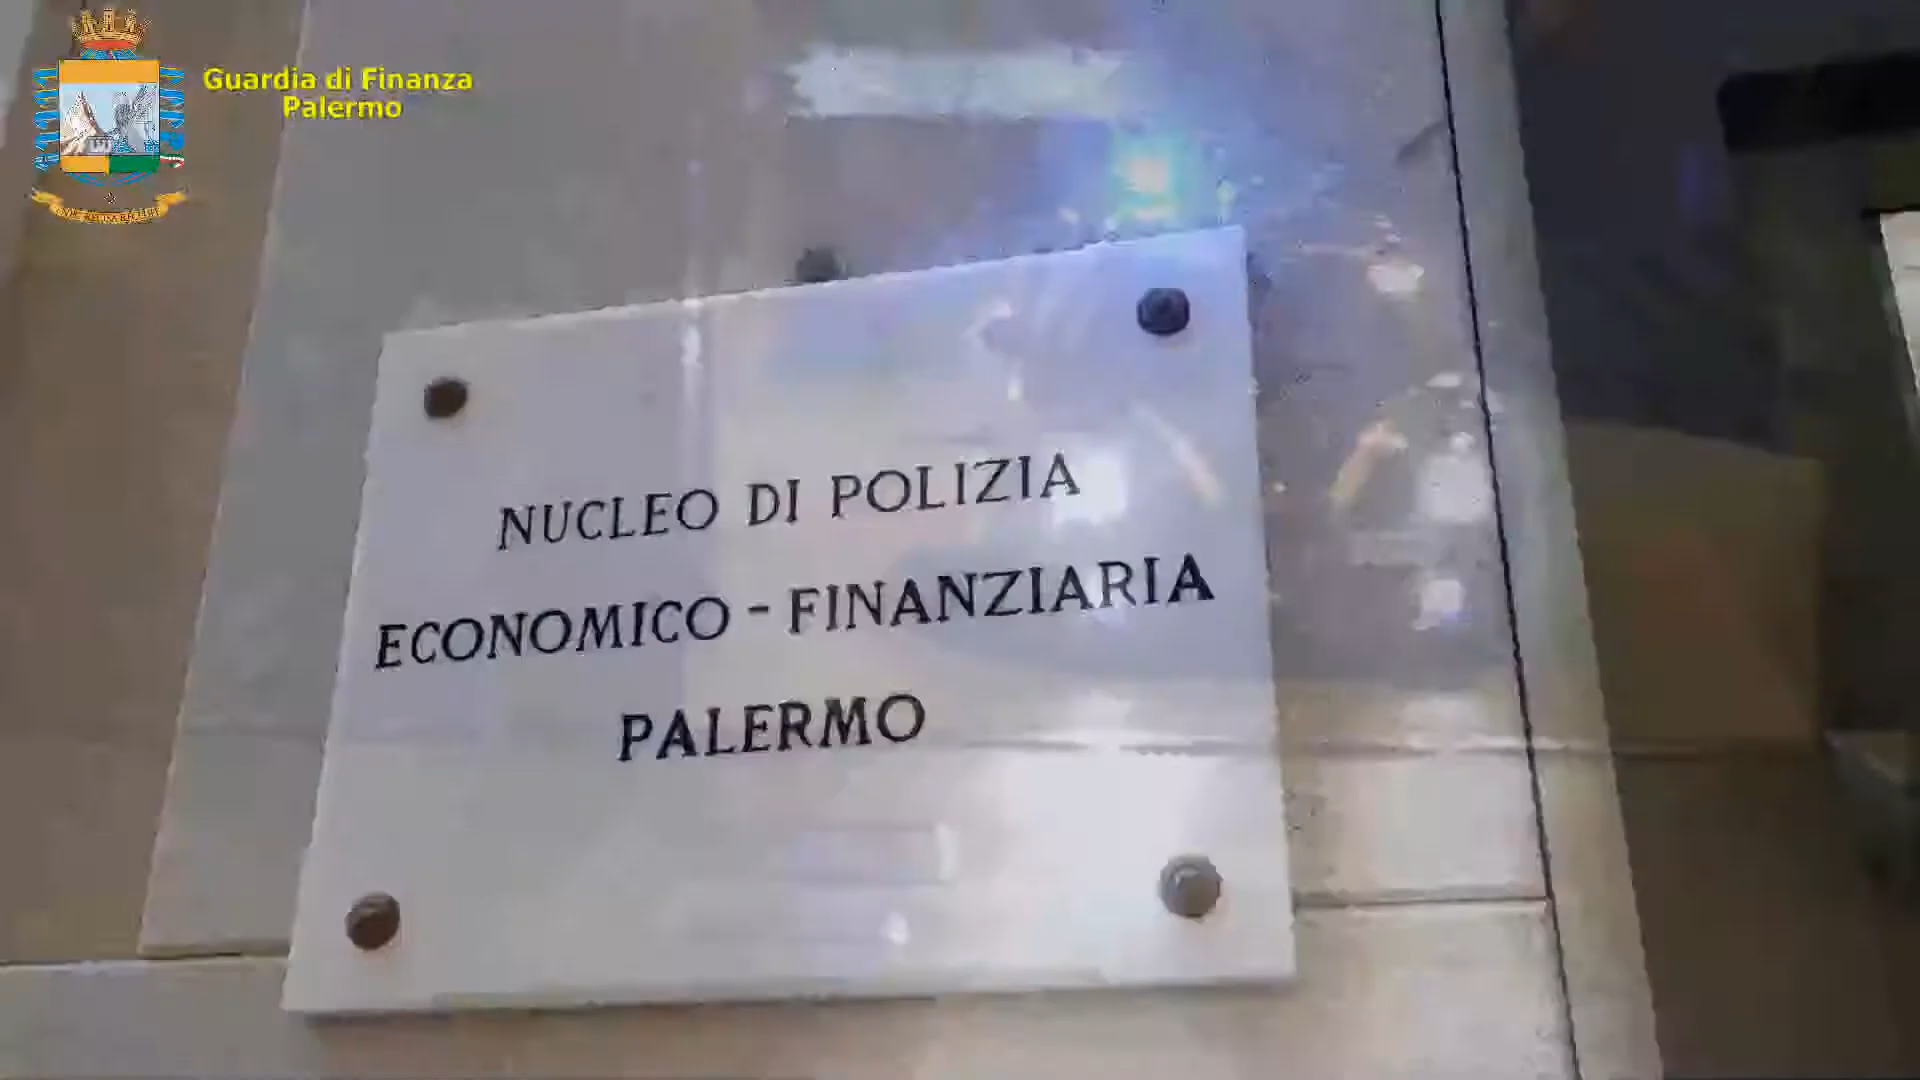 Guardia di Finanza
Palermo
NUCLEO DI POLIZIA
ECONOMICO - FINANZIARIA
PALERMO